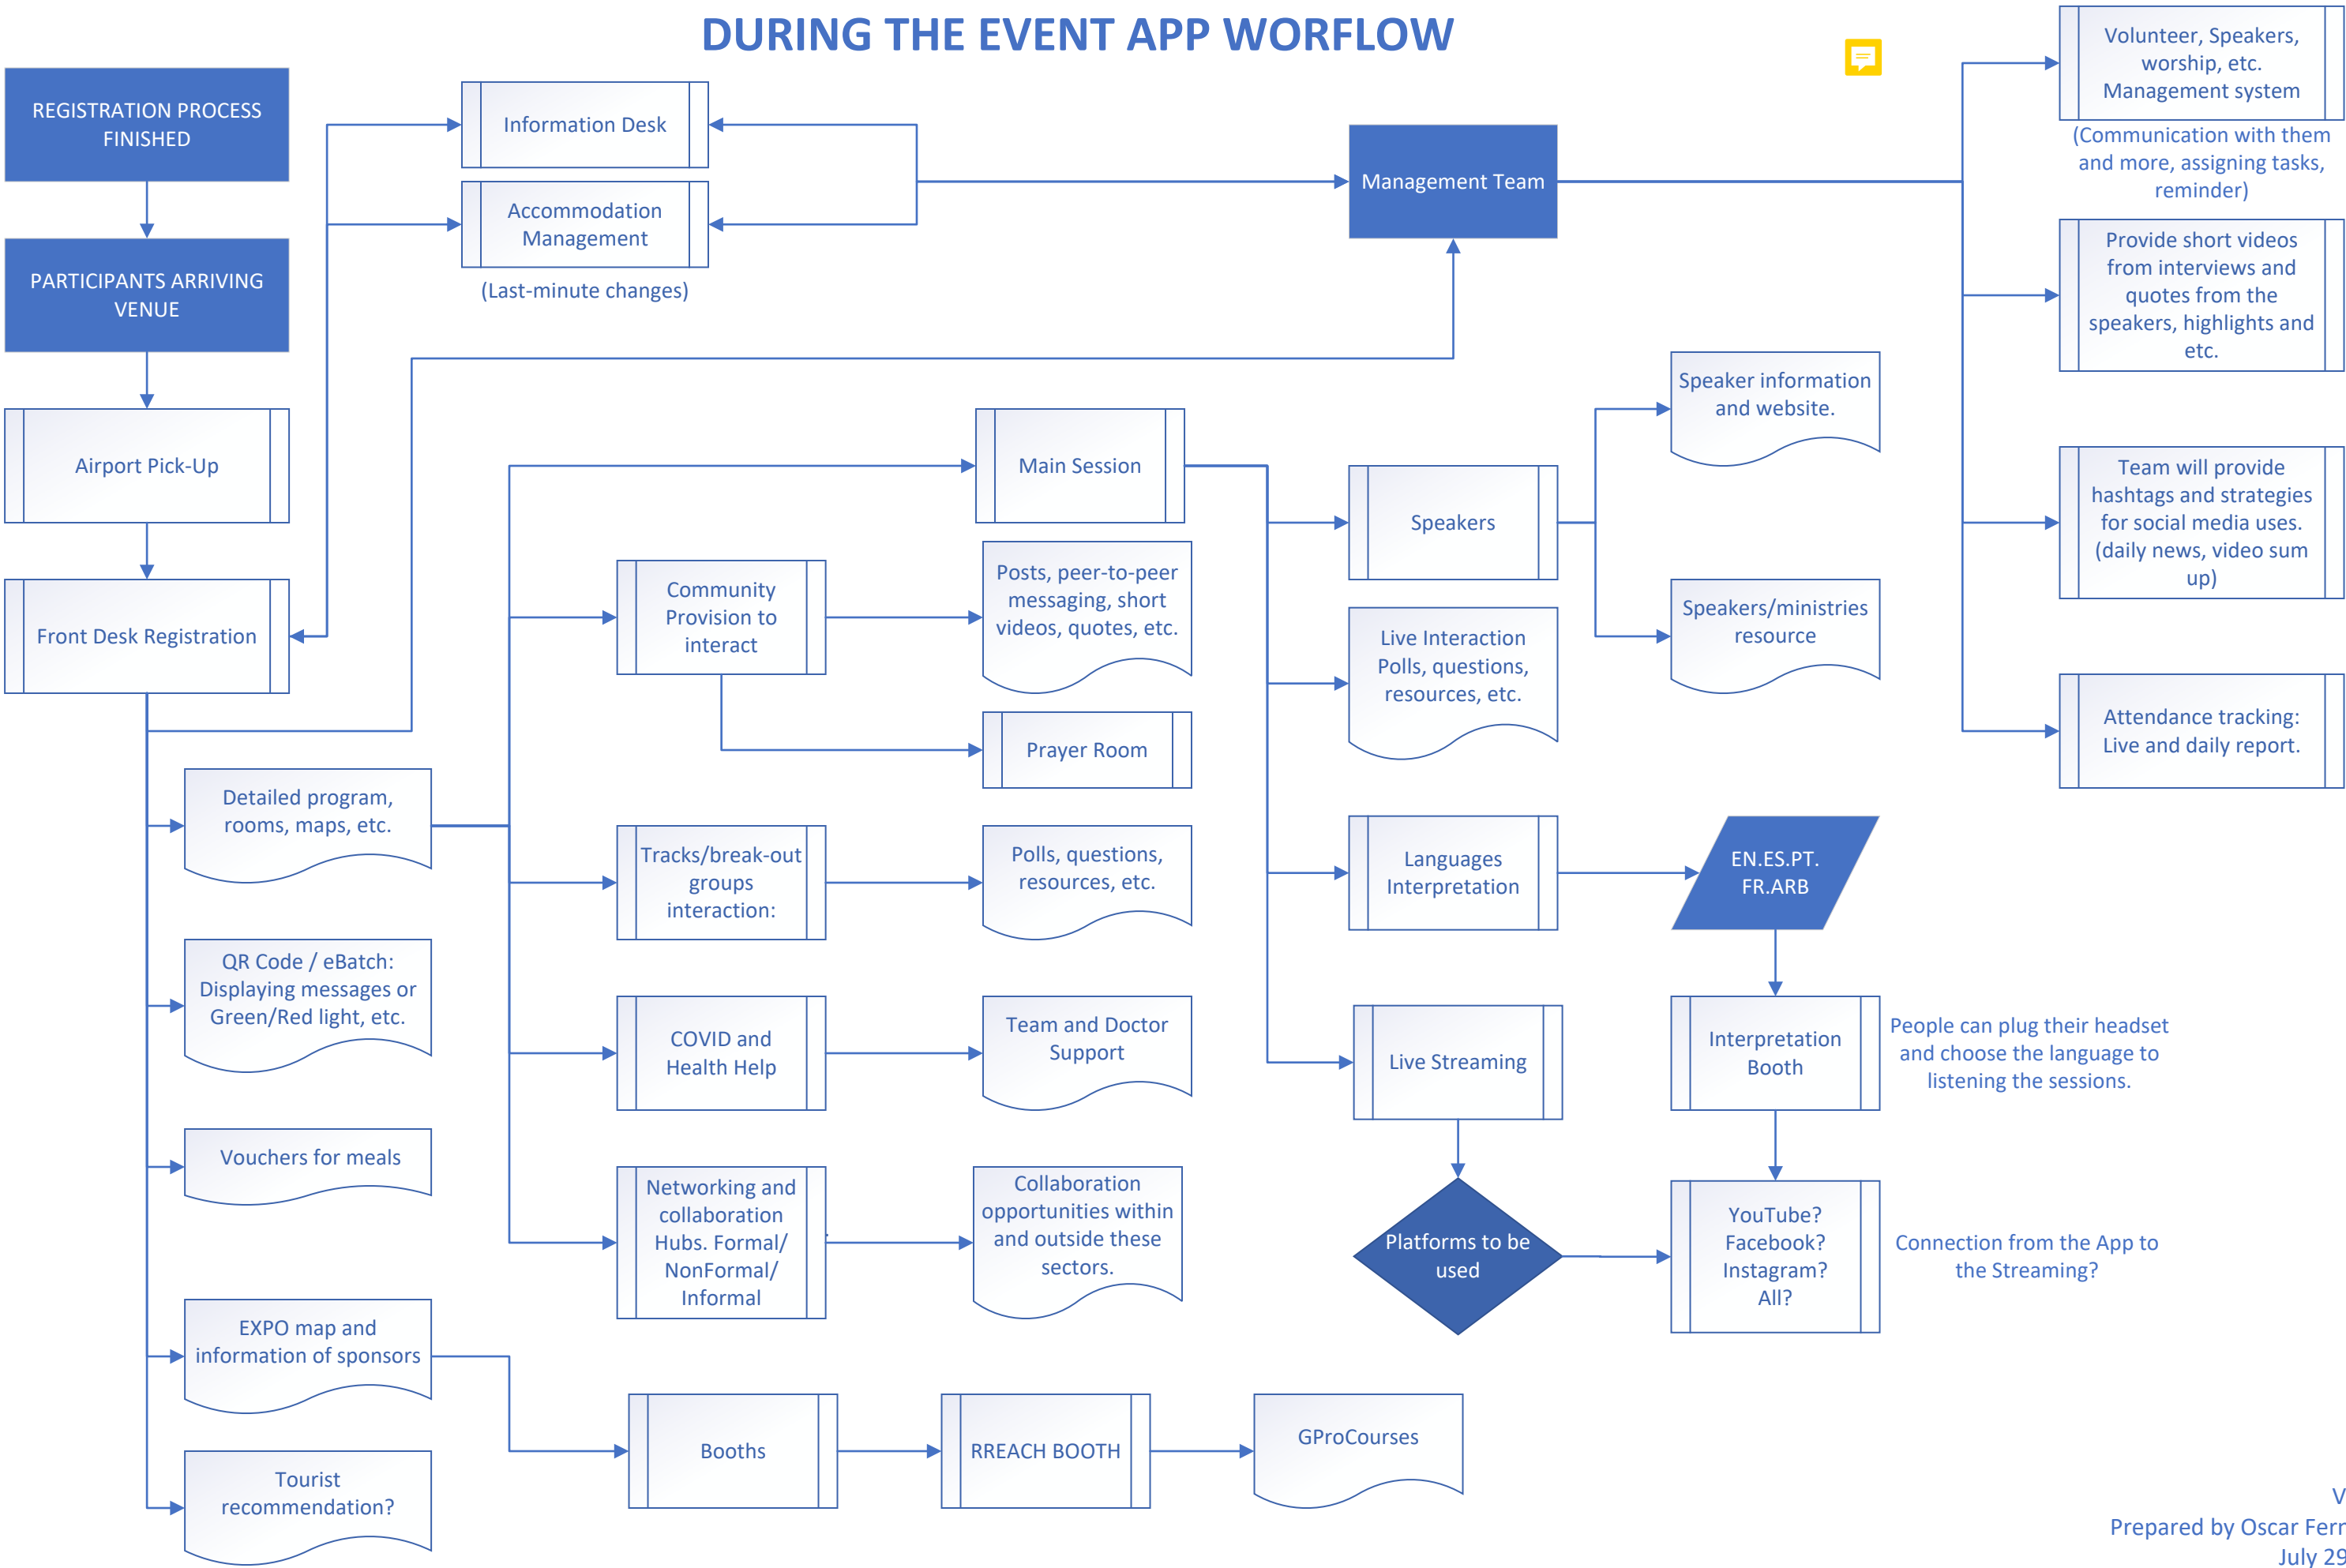 DURING THE EVENT APP WORFLOW
REGISTRATION PROCESS
FINISHED
PARTICIPANTS ARRIVING
VENUE
Airport Pick-Up
Front Desk Registration
Information Desk
Accommodation
Management
(Last-minute changes)
Management Team
Volunteer, Speakers,
worship, etc.
Management system
(Communication with them
and more, assigning tasks,
reminder)
Provide short videos
from interviews and
quotes from the
speakers, highlights and
etc.
Team will provide
hashtags and strategies
for social media uses.
(daily news, video sum
up)
Attendance tracking:
Live and daily report.
Detailed program,
rooms, maps, etc.
QR Code / eBatch:
Displaying messages or
Green/Red light, etc.
Vouchers for meals
EXPO map and
information of sponsors
Tourist
recommendation?
Main Session
Community
Provision to
interact
Posts, peer-to-peer
messaging, short
videos, quotes, etc.
Prayer Room
Tracks/break-out
groups
interaction:
Polls, questions,
resources, etc.
COVID and
Health Help
Team and Doctor
Support
Networking and
collaboration
Hubs. Formal/
NonFormal/
Informal
Collaboration
opportunities within
and outside these
sectors.
Booths
RREACH BOOTH
GProCourses
Speakers
Speaker information
and website.
Speakers/ministries
resource
Live Interaction
Polls, questions,
resources, etc.
Languages
Interpretation
EN.ES.PT.
FR.ARB
Interpretation
Booth
People can plug their headset
and choose the language to
listening the sessions.
Live Streaming
Platforms to be
used
YouTube?
Facebook?
Instagram?
All?
Connection from the App to
the Streaming?
V
Prepared by Oscar Ferr
July 29